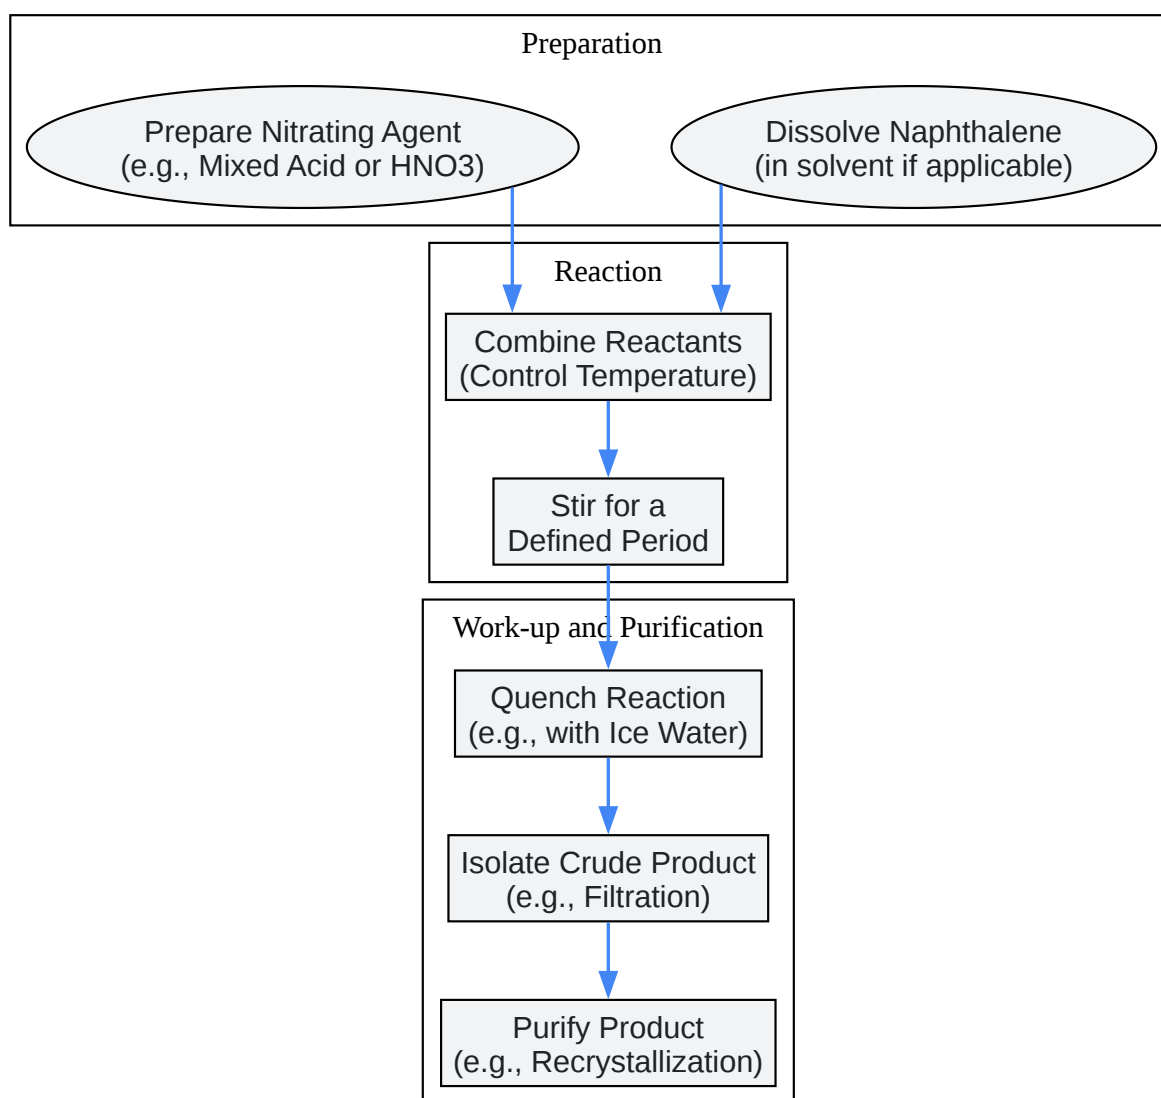 Preparation
Prepare Nitrating Agent
(e.g., Mixed Acid or HNO3)
Dissolve Naphthalene
(in solvent if applicable)
Reaction
Combine Reactants
(Control Temperature)
Stir for a
Defined Period
Work-up and Purification
Quench Reaction
(e.g., with Ice Water)
Isolate Crude Product
(e.g., Filtration)
Purify Product
(e.g., Recrystallization)